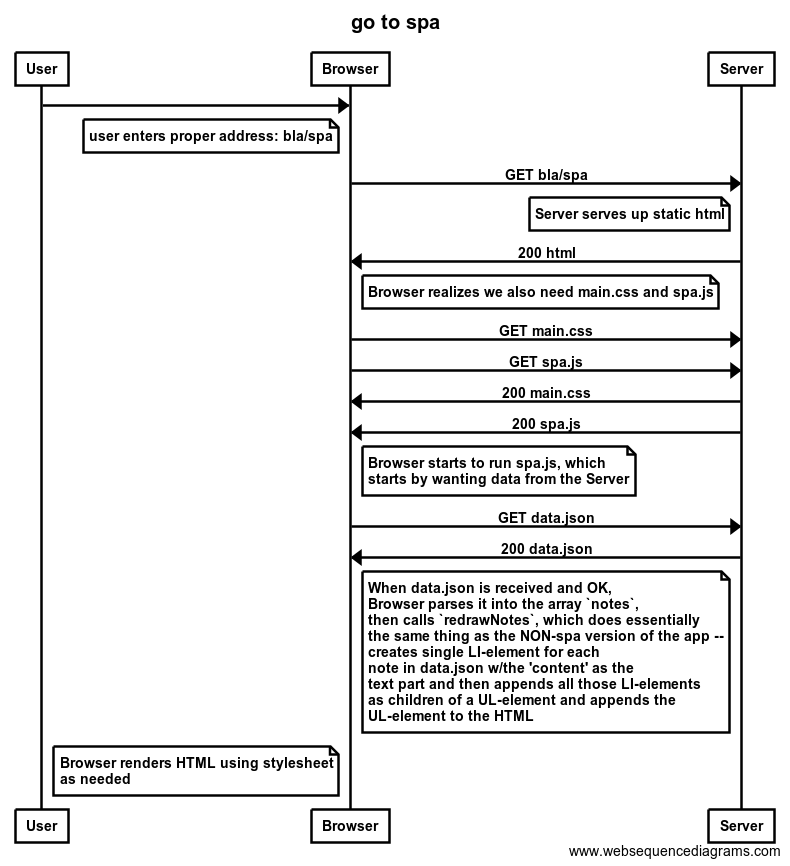 go to spa
User
Browser
Server
user enters proper address: bla/spa
GET bla/spa
Server serves up static html
200 html
Browser realizes we also need main.css and spa.js
GET main.css
GET spa.js
200 main.css
200 spa.js
Browser starts to run spa.js, which
starts by wanting data from the Server
GET data.json
200 data.json
When data.json is received and OK,
Browser parses it into the array `notes`,
then calls `redrawNotes`, which does essentially
the same thing as the NON-spa version of the app --
creates single LI-element for each
note in data.json w/the 'content' as the
text part and then appends all those LI-elements
as children of a UL-element and appends the
UL-element to the HTML
Browser renders HTML using stylesheet
as needed
User
Browser
Server
www.websequencediagrams.com